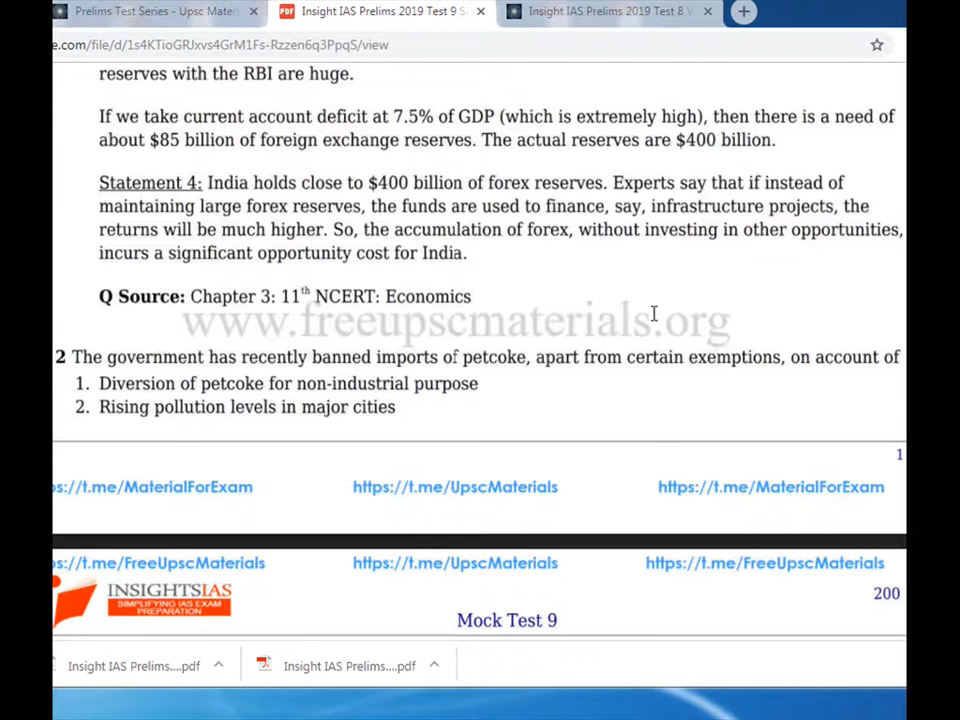 Prelims Test Series - Upsc Mater
Insight IAS Prelims 2019 Test 9 S
Insight IAS Prelims 2019 Test 8 V
e.com/file/d/1s4KTioGRJxvs4GrM1Fs-Rzzen6q3PpqS/view
reserves with the RBI are huge.
If we take current account deficit at 7.5% of GDP (which is extremely high), then there is a need of
about $85 billion of foreign exchange reserves. The actual reserves are $400 billion.
Statement 4: India holds close to $400 billion of forex reserves. Experts say that if instead of
maintaining large forex reserves, the funds are used to finance, say, infrastructure projects, the
returns will be much higher. So, the accumulation of forex, without investing in other opportunities,
incurs a significant opportunity cost for India.
Q Source: Chapter 3: 11th NCERT: Economics
www.freeupscmaterials.org
2 The government has recently banned imports of petcoke, apart from certain exemptions, on account of
1. Diversion of petcoke for non-industrial purpose
2. Rising pollution levels in major cities
1
s://t.me/MaterialForExam https://t.me/UpscMaterials https://t.me/MaterialForExam
s://t.me/FreeUpscMaterials https://t.me/UpscMaterials https://t.me/FreeUpscMaterials
INSIGHTSIAS
SIMPLIFYING IAS EXAM
PREPARATION
200
Mock Test 9
Insight IAS Prelims....pdf
PDF
Insight IAS Prelims....pdf